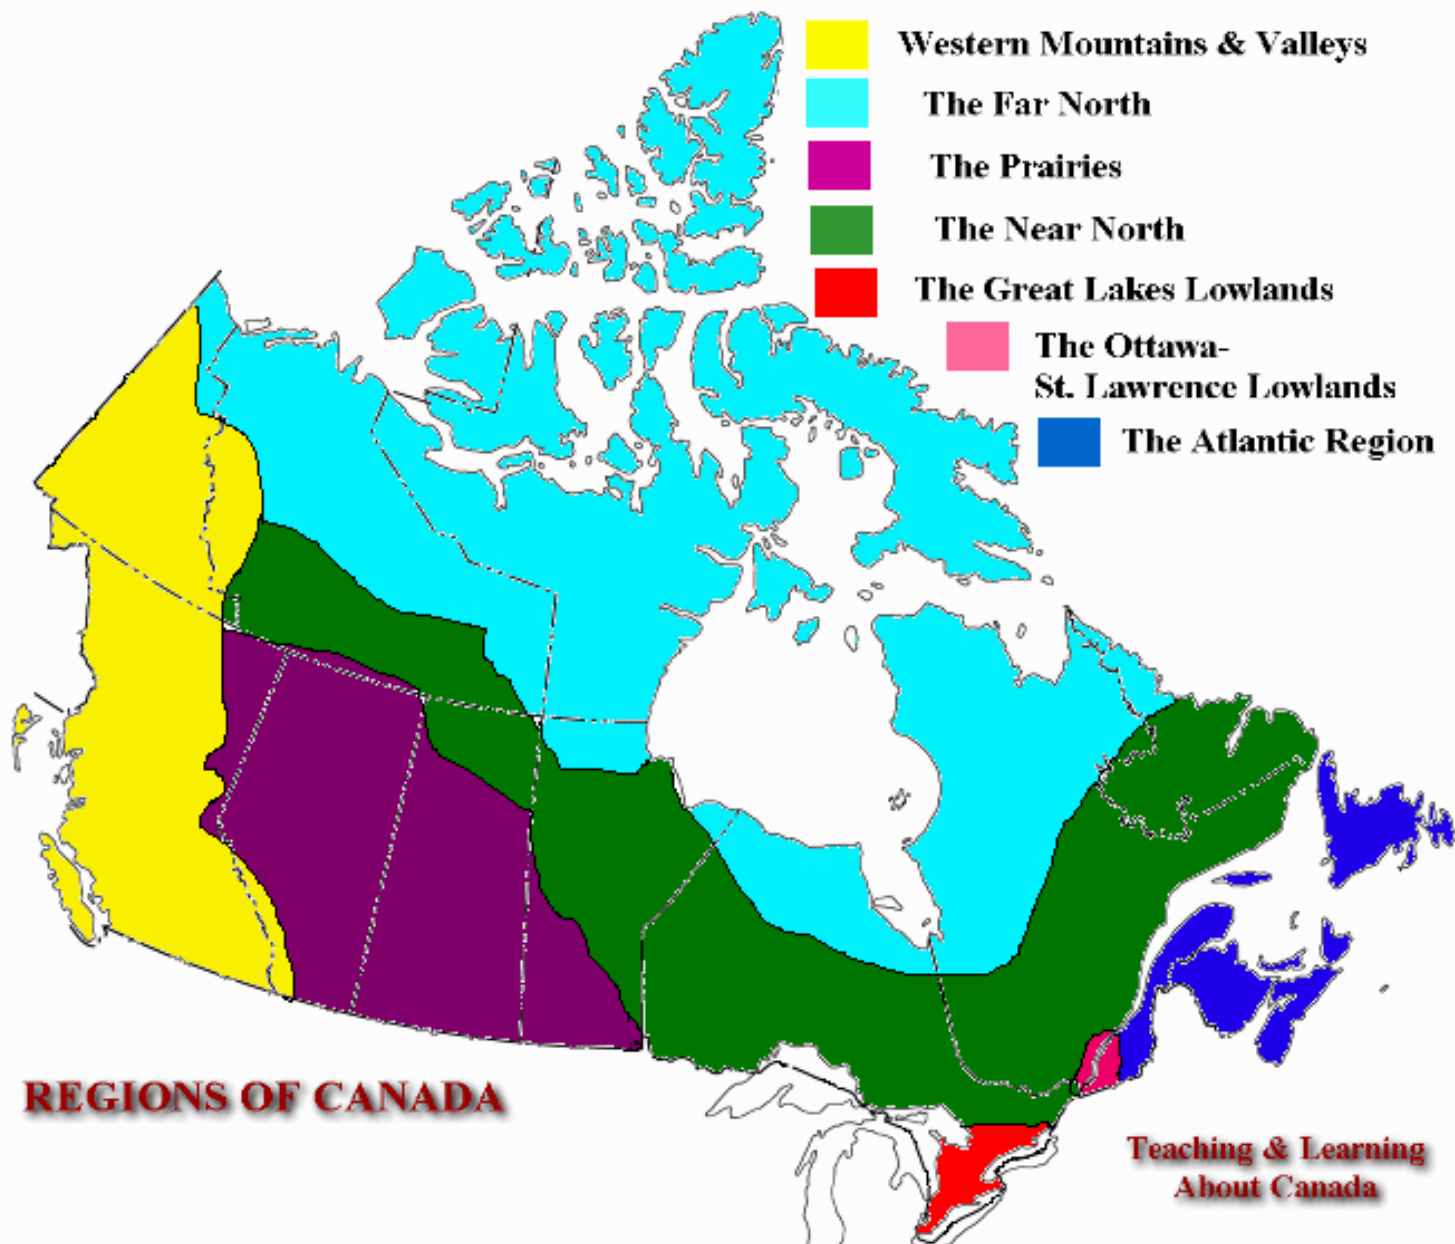 Western Mountains & Valleys
The Far North
The Prairies
The Near North
The Great Lakes Lowlands
The Ottawa-
St. Lawrence Lowlands
The Atlantic Region
REGIONS OF CANADA
Teaching & Learning
About Canada